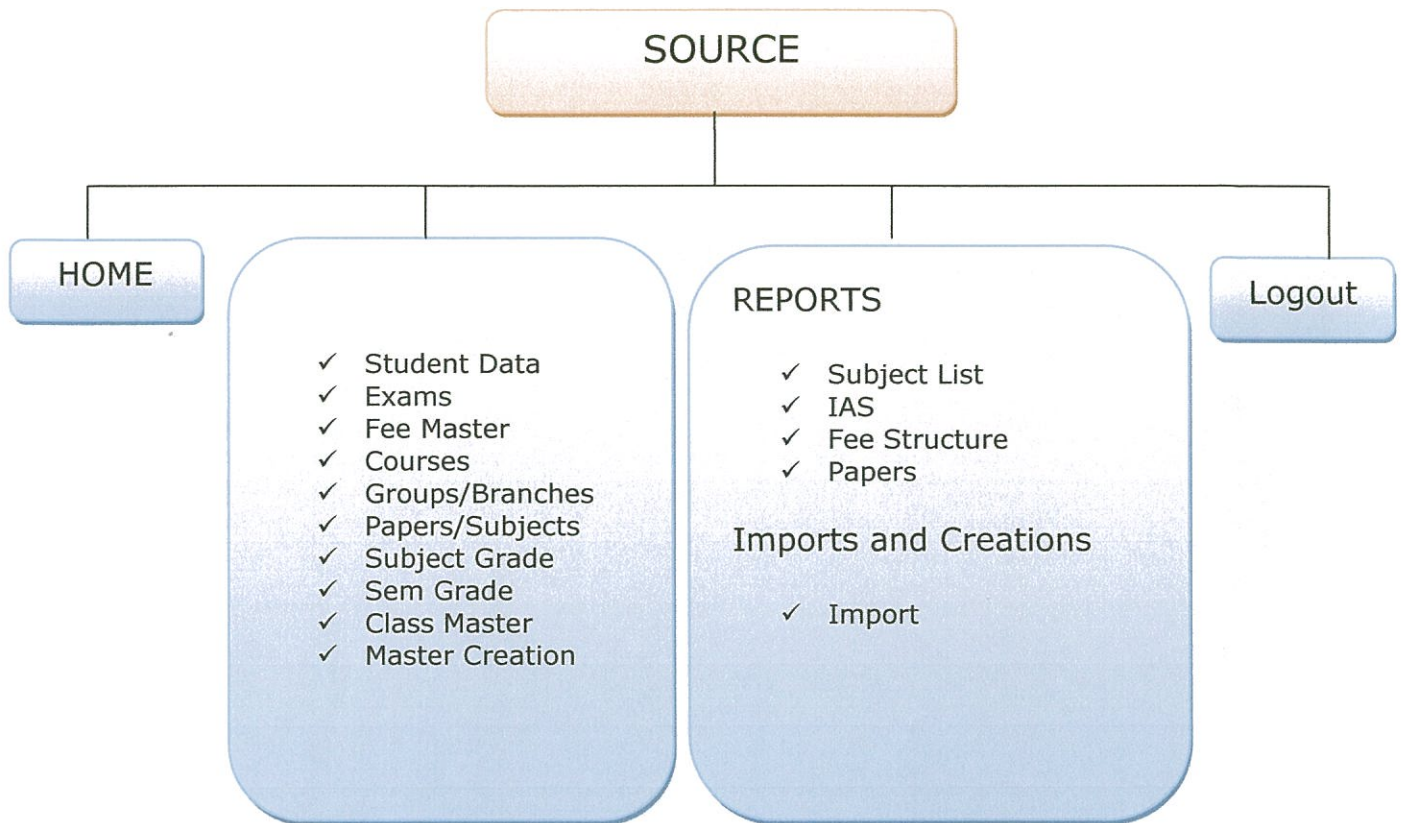 SOURCE
HOME
Student Data
Exams
Fee Master
Courses
Groups/Branches
Papers/Subjects
Subject Grade
Sem Grade
Class Master
Master Creation
REPORTS
Subject List
IAS
Fee Structure
Papers
Imports and Creations
Import
Logout